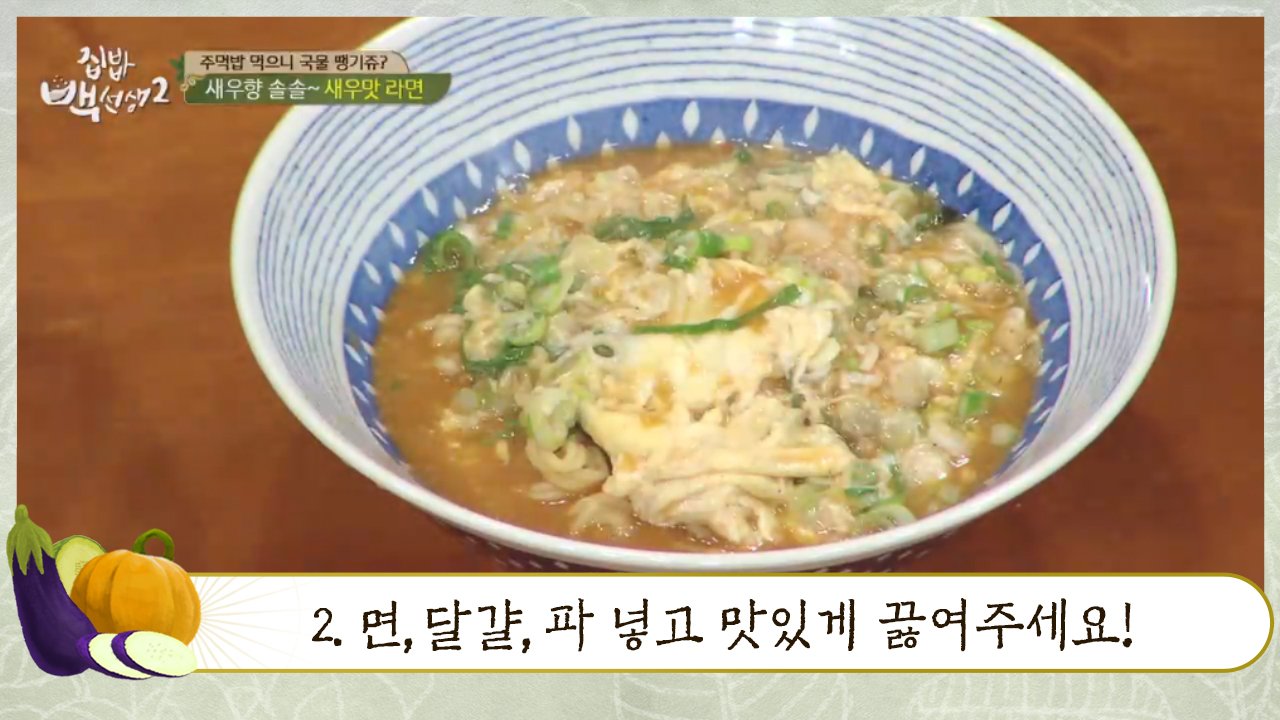 집밥
백선생2
주먹밥 먹으니 국물 땡기쥬?
새우향 솔솔~ 새우맛 라면
2. 면, 달걀, 파 넣고 맛있게 끓여주세요!